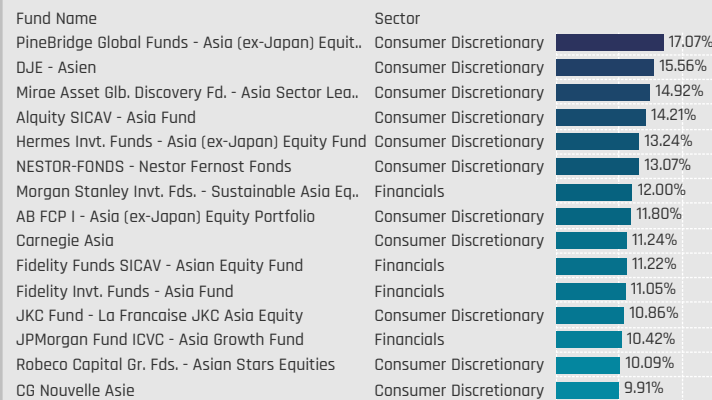 Fund Name Sector
PineBridge Global Funds - Asia (ex-Japan) Equit.. Consumer Discretionary 17.07%
DJE - Asien Consumer Discretionary 15.56%
Mirae Asset Glb. Discovery Fd. - Asia Sector Lea.. Consumer Discretionary 14.92%
Alquity SICAV - Asia Fund Consumer Discretionary 14.21%
Hermes Invt. Funds - Asia (ex-Japan) Equity Fund Consumer Discretionary 13.24%
NESTOR-FONDS - Nestor Fernost Fonds Consumer Discretionary 13.07%
Morgan Stanley Invt. Fds. - Sustainable Asia Eq.. Financials 12.00%
AB FCP I - Asia (ex-Japan) Equity Portfolio Consumer Discretionary 11.80%
Carnegie Asia Consumer Discretionary 11.24%
Fidelity Funds SICAV - Asian Equity Fund Financials 11.22%
Fidelity Invt. Funds - Asia Fund Financials 11.05%
JKC Fund - La Francaise JKC Asia Equity Consumer Discretionary 10.86%
JPMorgan Fund ICVC - Asia Growth Fund Financials 10.42%
Robeco Capital Gr. Fds. - Asian Stars Equities Consumer Discretionary 10.09%
CG Nouvelle Asie Consumer Discretionary 9.91%